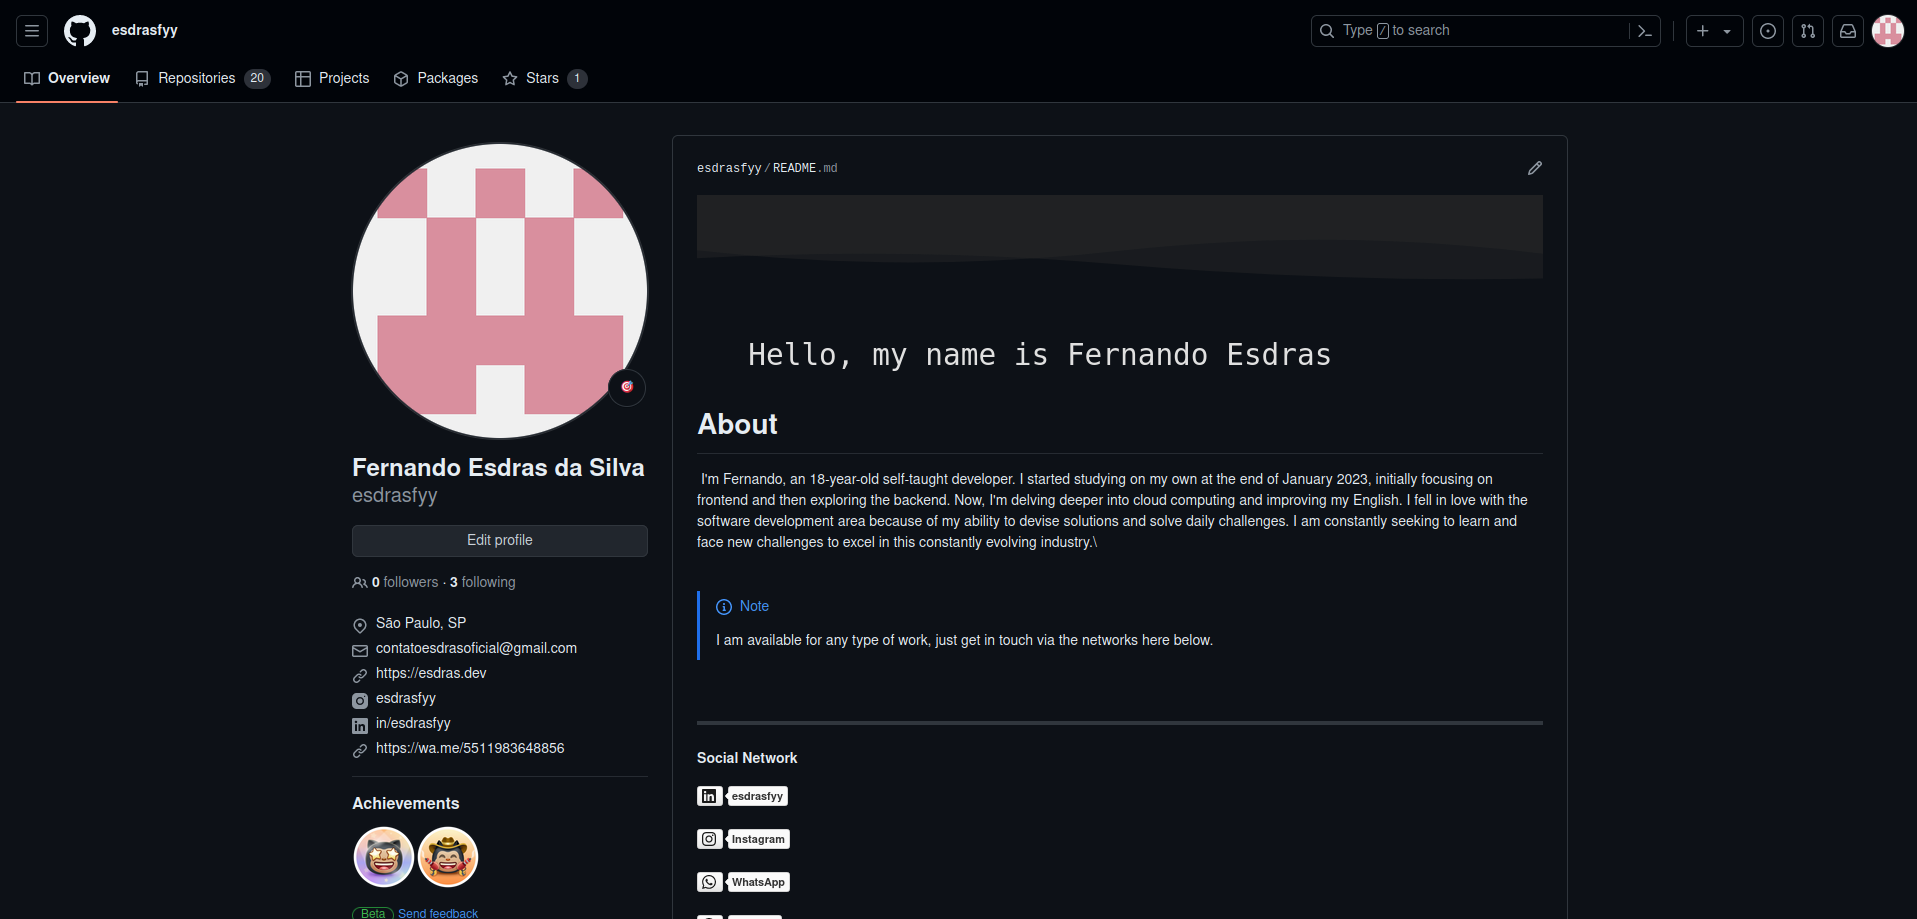 esdrasfyy
Type / to search
Overview
Repositories 20
Projects
Packages
Stars 1
Fernando Esdras da Silva
esdrasfyy
Edit profile
0 followers · 3 following
São Paulo, SP
contatoesdrasoficial@gmail.com
https://esdras.dev
esdrasfyy
in/esdrasfyy
https://wa.me/5511983648856
Achievements
Beta Send feedback
esdrasfyy/README.md
Hello, my name is Fernando Esdras
About
I'm Fernando, an 18-year-old self-taught developer. I started studying on my own at the end of January 2023, initially focusing on
frontend and then exploring the backend. Now, I'm delving deeper into cloud computing and improving my English. I fell in love with the
software development area because of my ability to devise solutions and solve daily challenges. I am constantly seeking to learn and
face new challenges to excel in this constantly evolving industry.\
Note
I am available for any type of work, just get in touch via the networks here below.
Social Network
in esdrasfyy
Instagram
WhatsApp